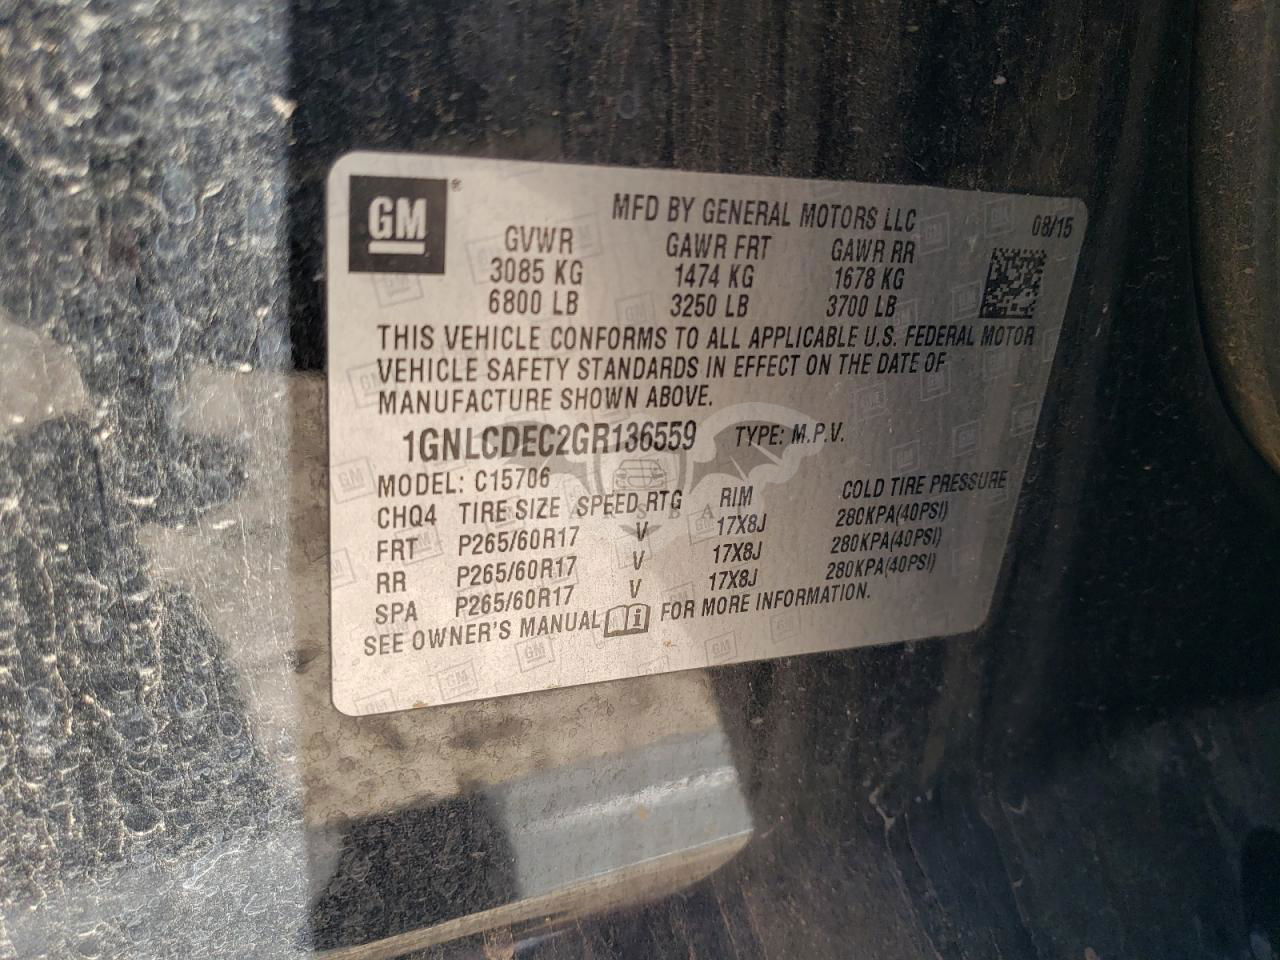 GM ®
MFD BY GENERAL MOTORS LLC 08/15
GVWR GAWR FRT GAWR RR
3085 KG 1474 KG 1678 KG
6800 LB 3250 LB 3700 LB
THIS VEHICLE CONFORMS TO ALL APPLICABLE U.S. FEDERAL MOTOR
VEHICLE SAFETY STANDARDS IN EFFECT ON THE DATE OF
MANUFACTURE SHOWN ABOVE.
1GNLCDEC2GR136559 TYPE: M.P.V.
MODEL: C15706
CHQ4 TIRE SIZE SPEED RTG RIM COLD TIRE PRESSURE
FRT P265/60R17 V 17X8J 280KPA(40PSI)
RR P265/60R17 V 17X8J 280KPA(40PSI)
SPA P265/60R17 V 17X8J 280KPA(40PSI)
SEE OWNER'S MANUAL FOR MORE INFORMATION.